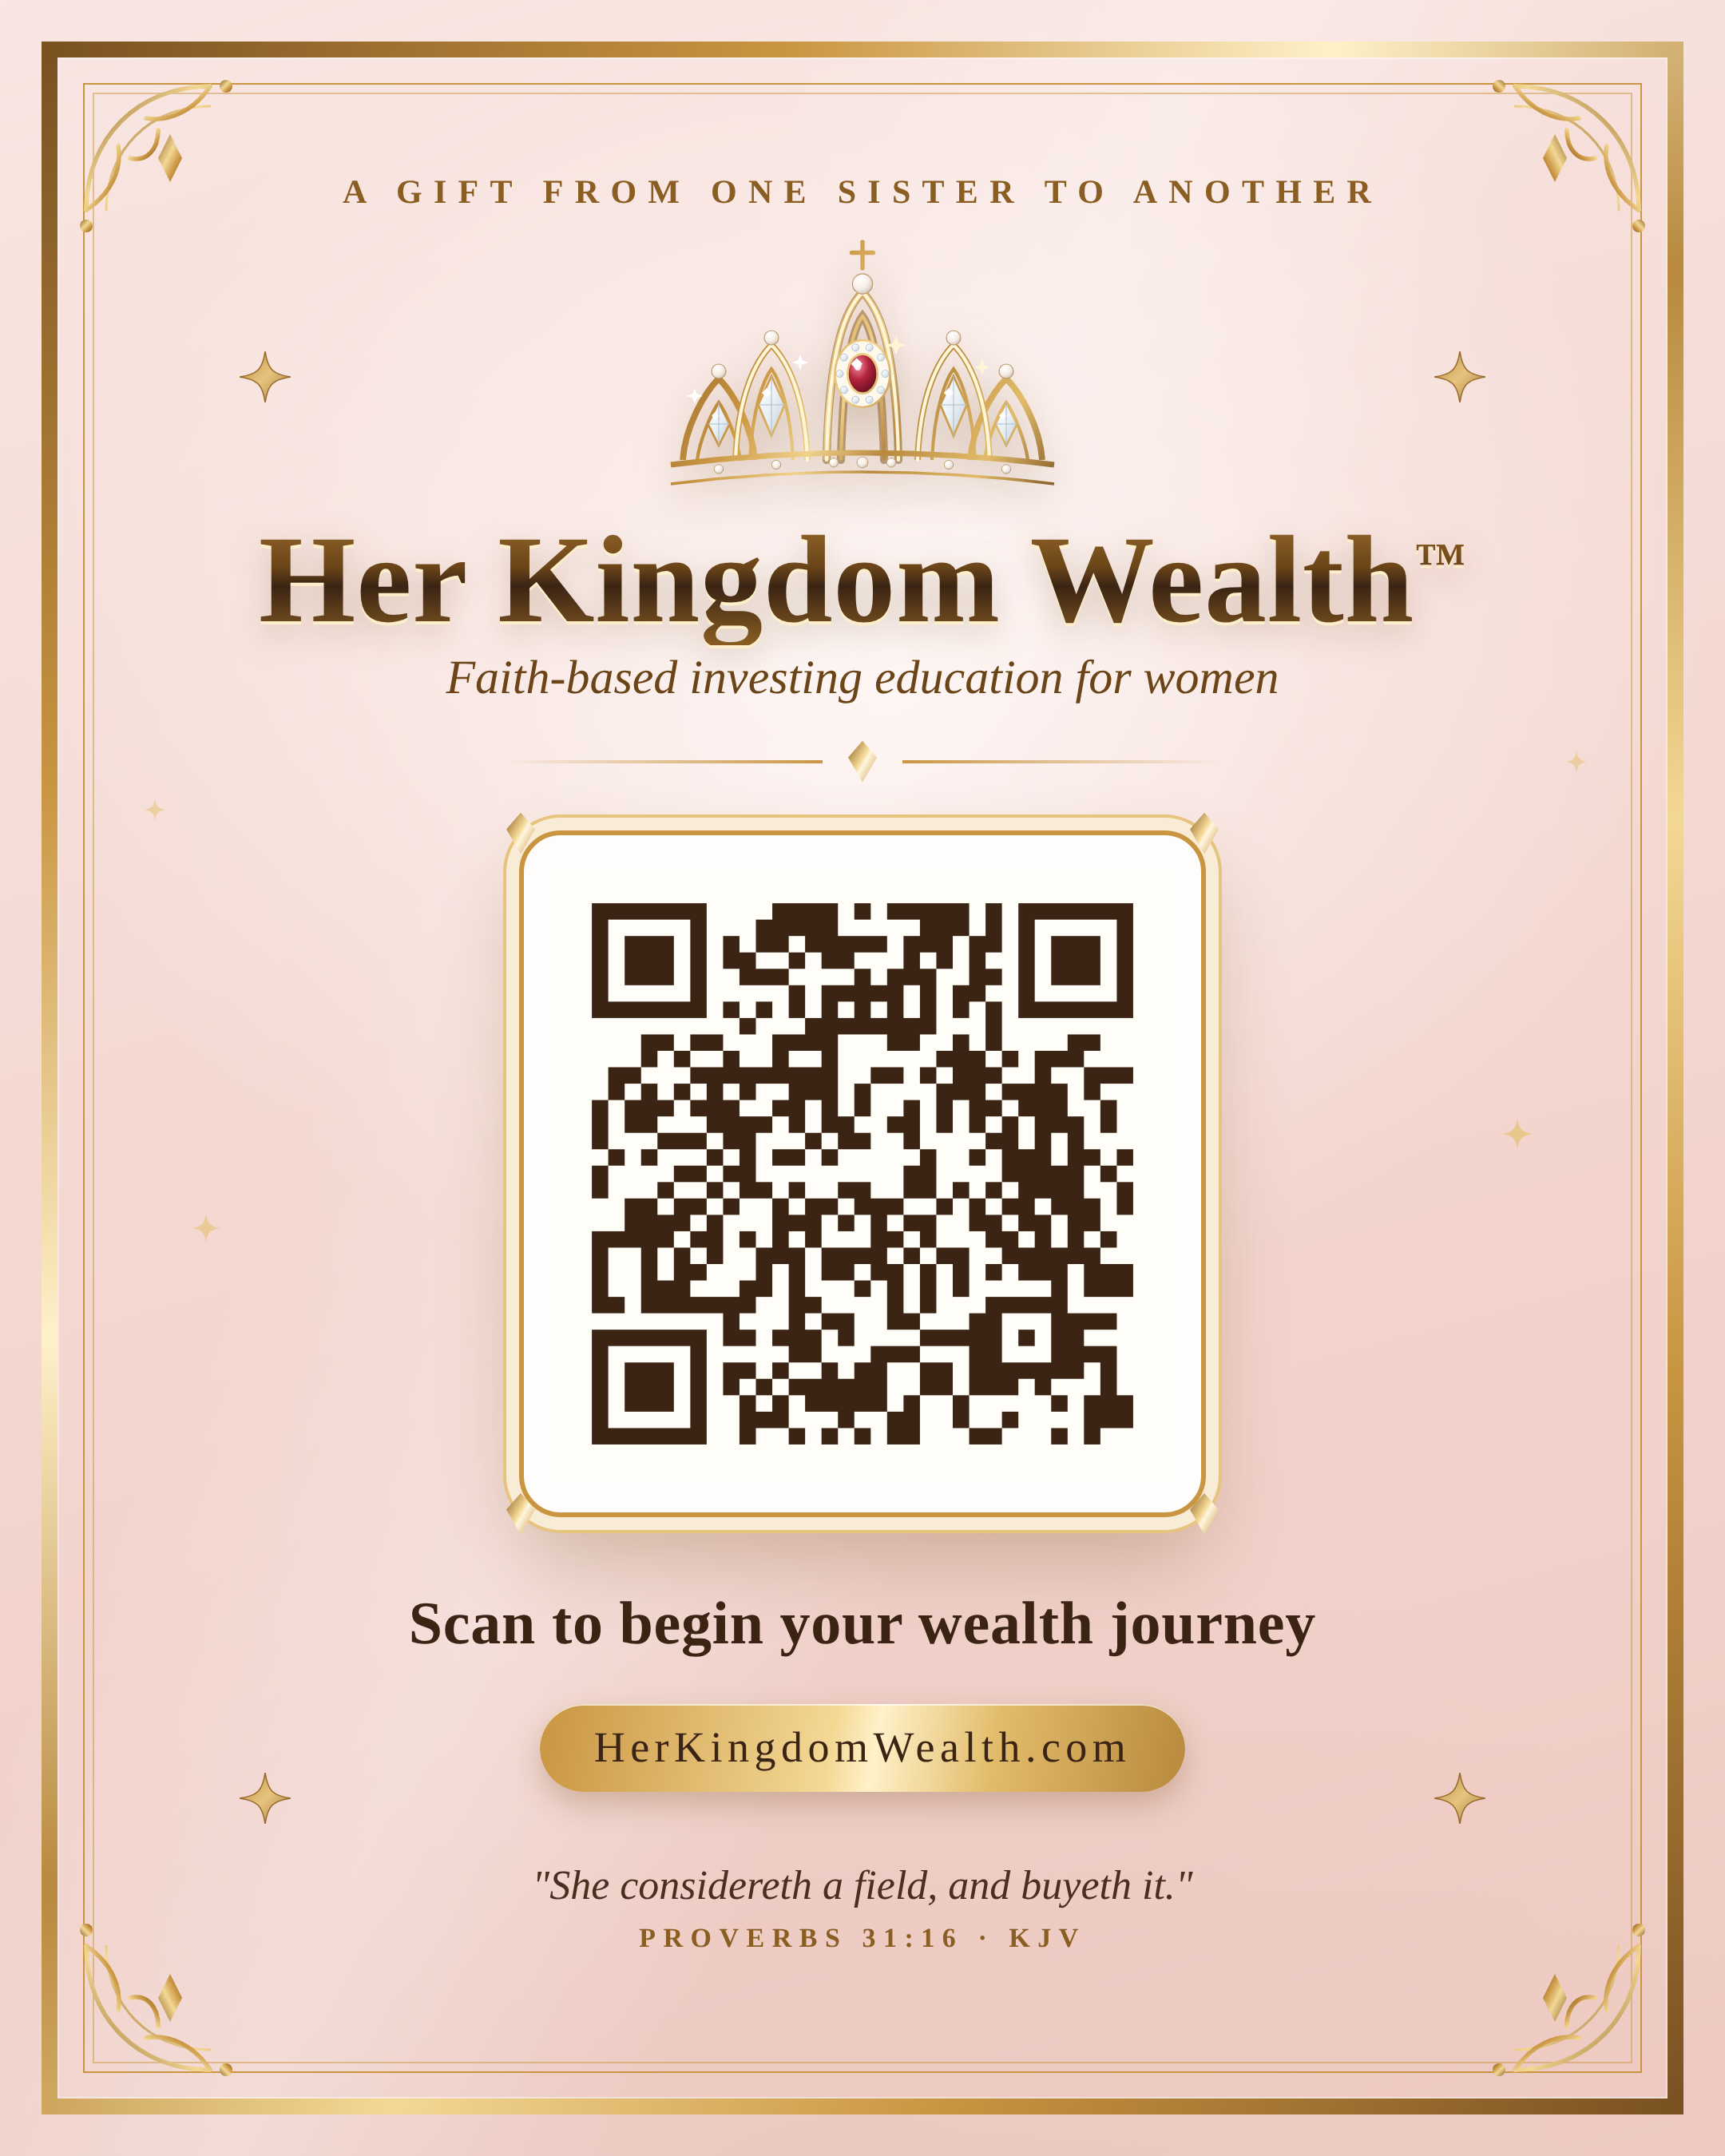 A GIFT FROM ONE SISTER TO ANOTHER
Her Kingdom Wealth™
Faith-based investing education for women
Scan to begin your wealth journey
HerKingdomWealth.com
"She considereth a field, and buyeth it."
PROVERBS 31:16 · KJV